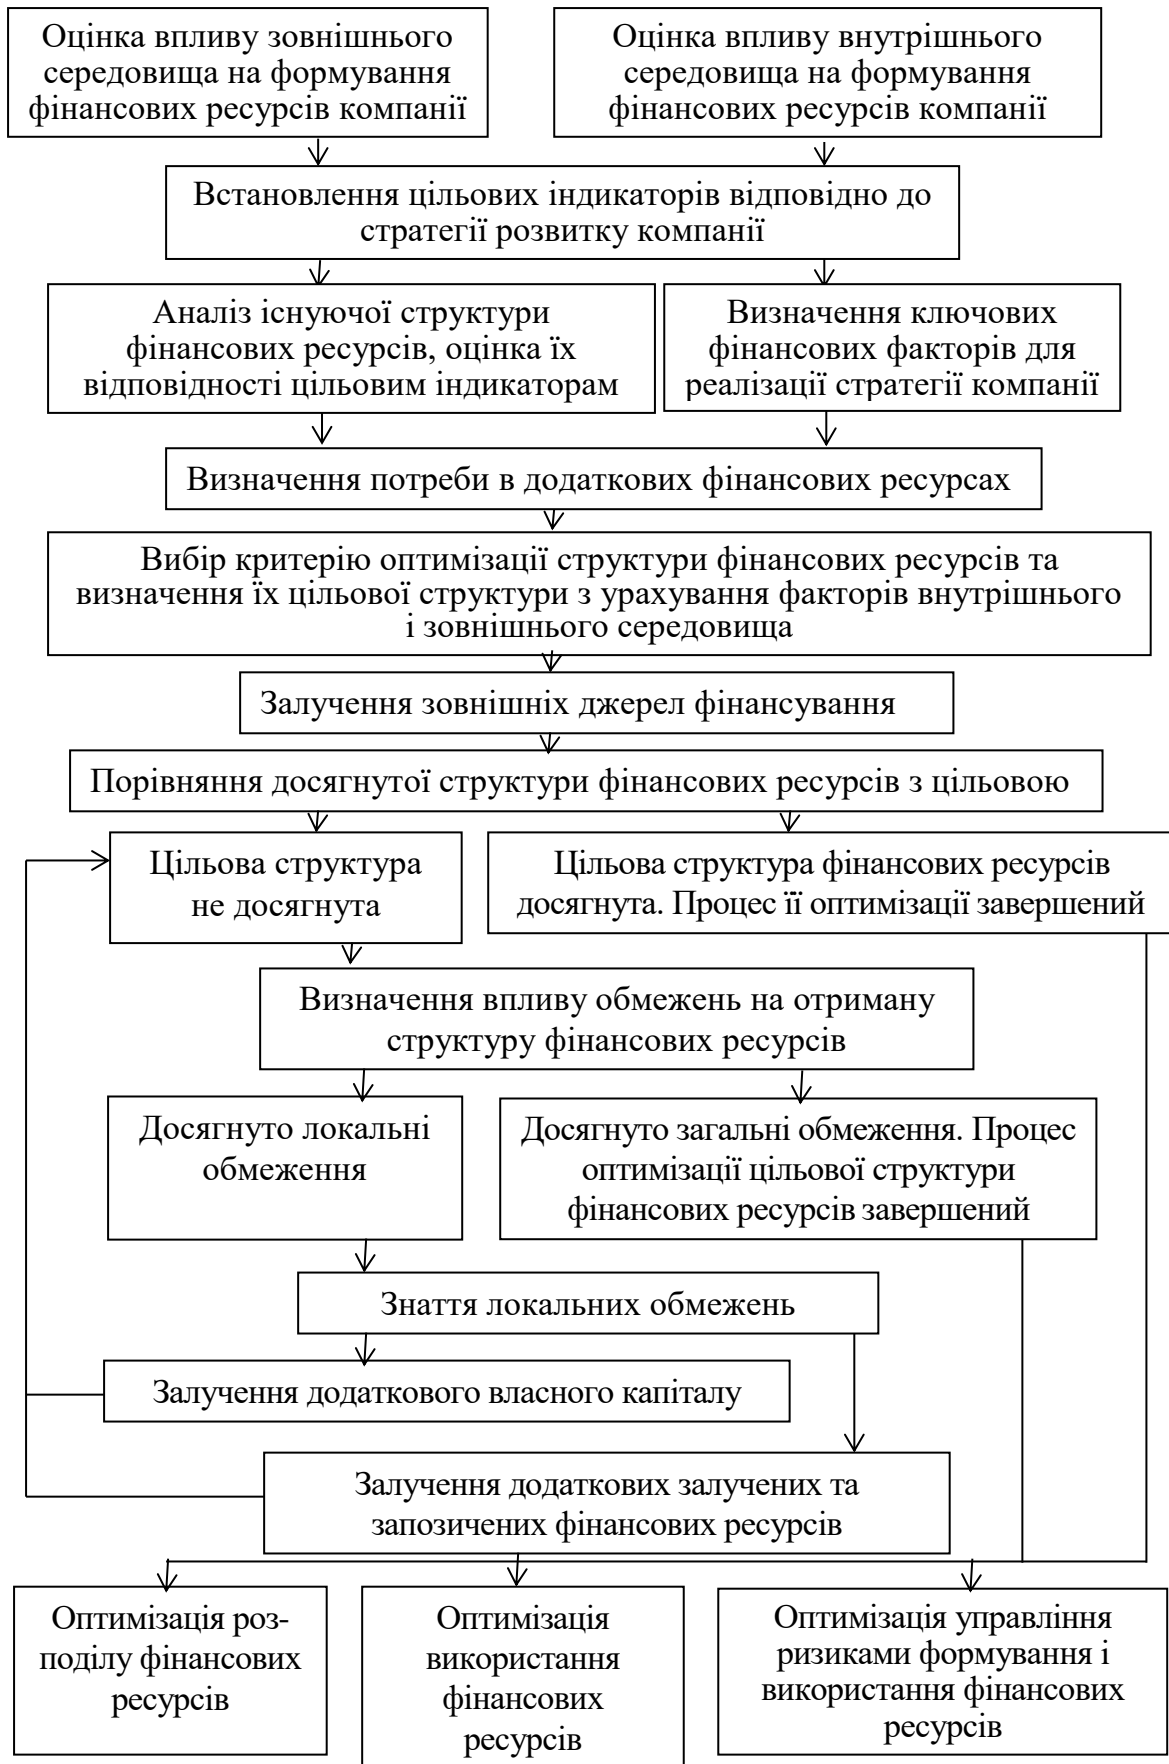 Оцінка впливу зовнішнього
середовища на формування
фінансових ресурсів компанії
Оцінка впливу внутрішнього
середовища на формування
фінансових ресурсів компанії
Встановлення цільових індикаторів відповідно до
стратегії розвитку компанії
Аналіз існуючої структури
фінансових ресурсів, оцінка їх
відповідності цільовим індикаторам
Визначення ключових
фінансових факторів для
реалізації стратегії компанії
Визначення потреби в додаткових фінансових ресурсах
Вибір критерію оптимізації структури фінансових ресурсів та
визначення їх цільової структури з урахування факторів внутрішнього
і зовнішнього середовища
Залучення зовнішніх джерел фінансування
Порівняння досягнутої структури фінансових ресурсів з цільовою
Цільова структура
не досягнута
Цільова структура фінансових ресурсів
досягнута. Процес її оптимізації завершений
Визначення впливу обмежень на отриману
структуру фінансових ресурсів
Досягнуто локальні
обмеження
Досягнуто загальні обмеження. Процес
оптимізації цільової структури
фінансових ресурсів завершений
Знаття локальних обмежень
Залучення додаткового власного капіталу
Залучення додаткових залучених та
запозичених фінансових ресурсів
Оптимізація роз-
поділу фінансових
ресурсів
Оптимізація
використання
фінансових
ресурсів
Оптимізація управління
ризиками формування і
використання фінансових
ресурсів